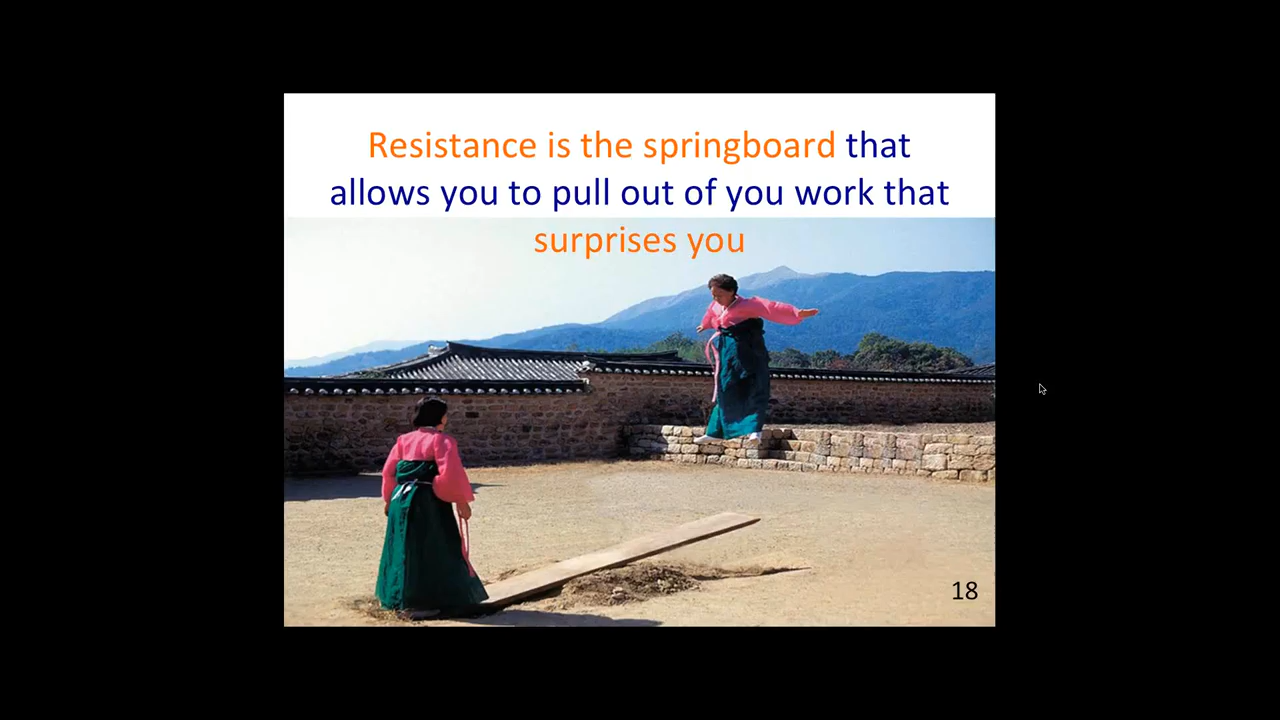 Resistance is the springboard that
allows you to pull out of you work that
surprises you
18